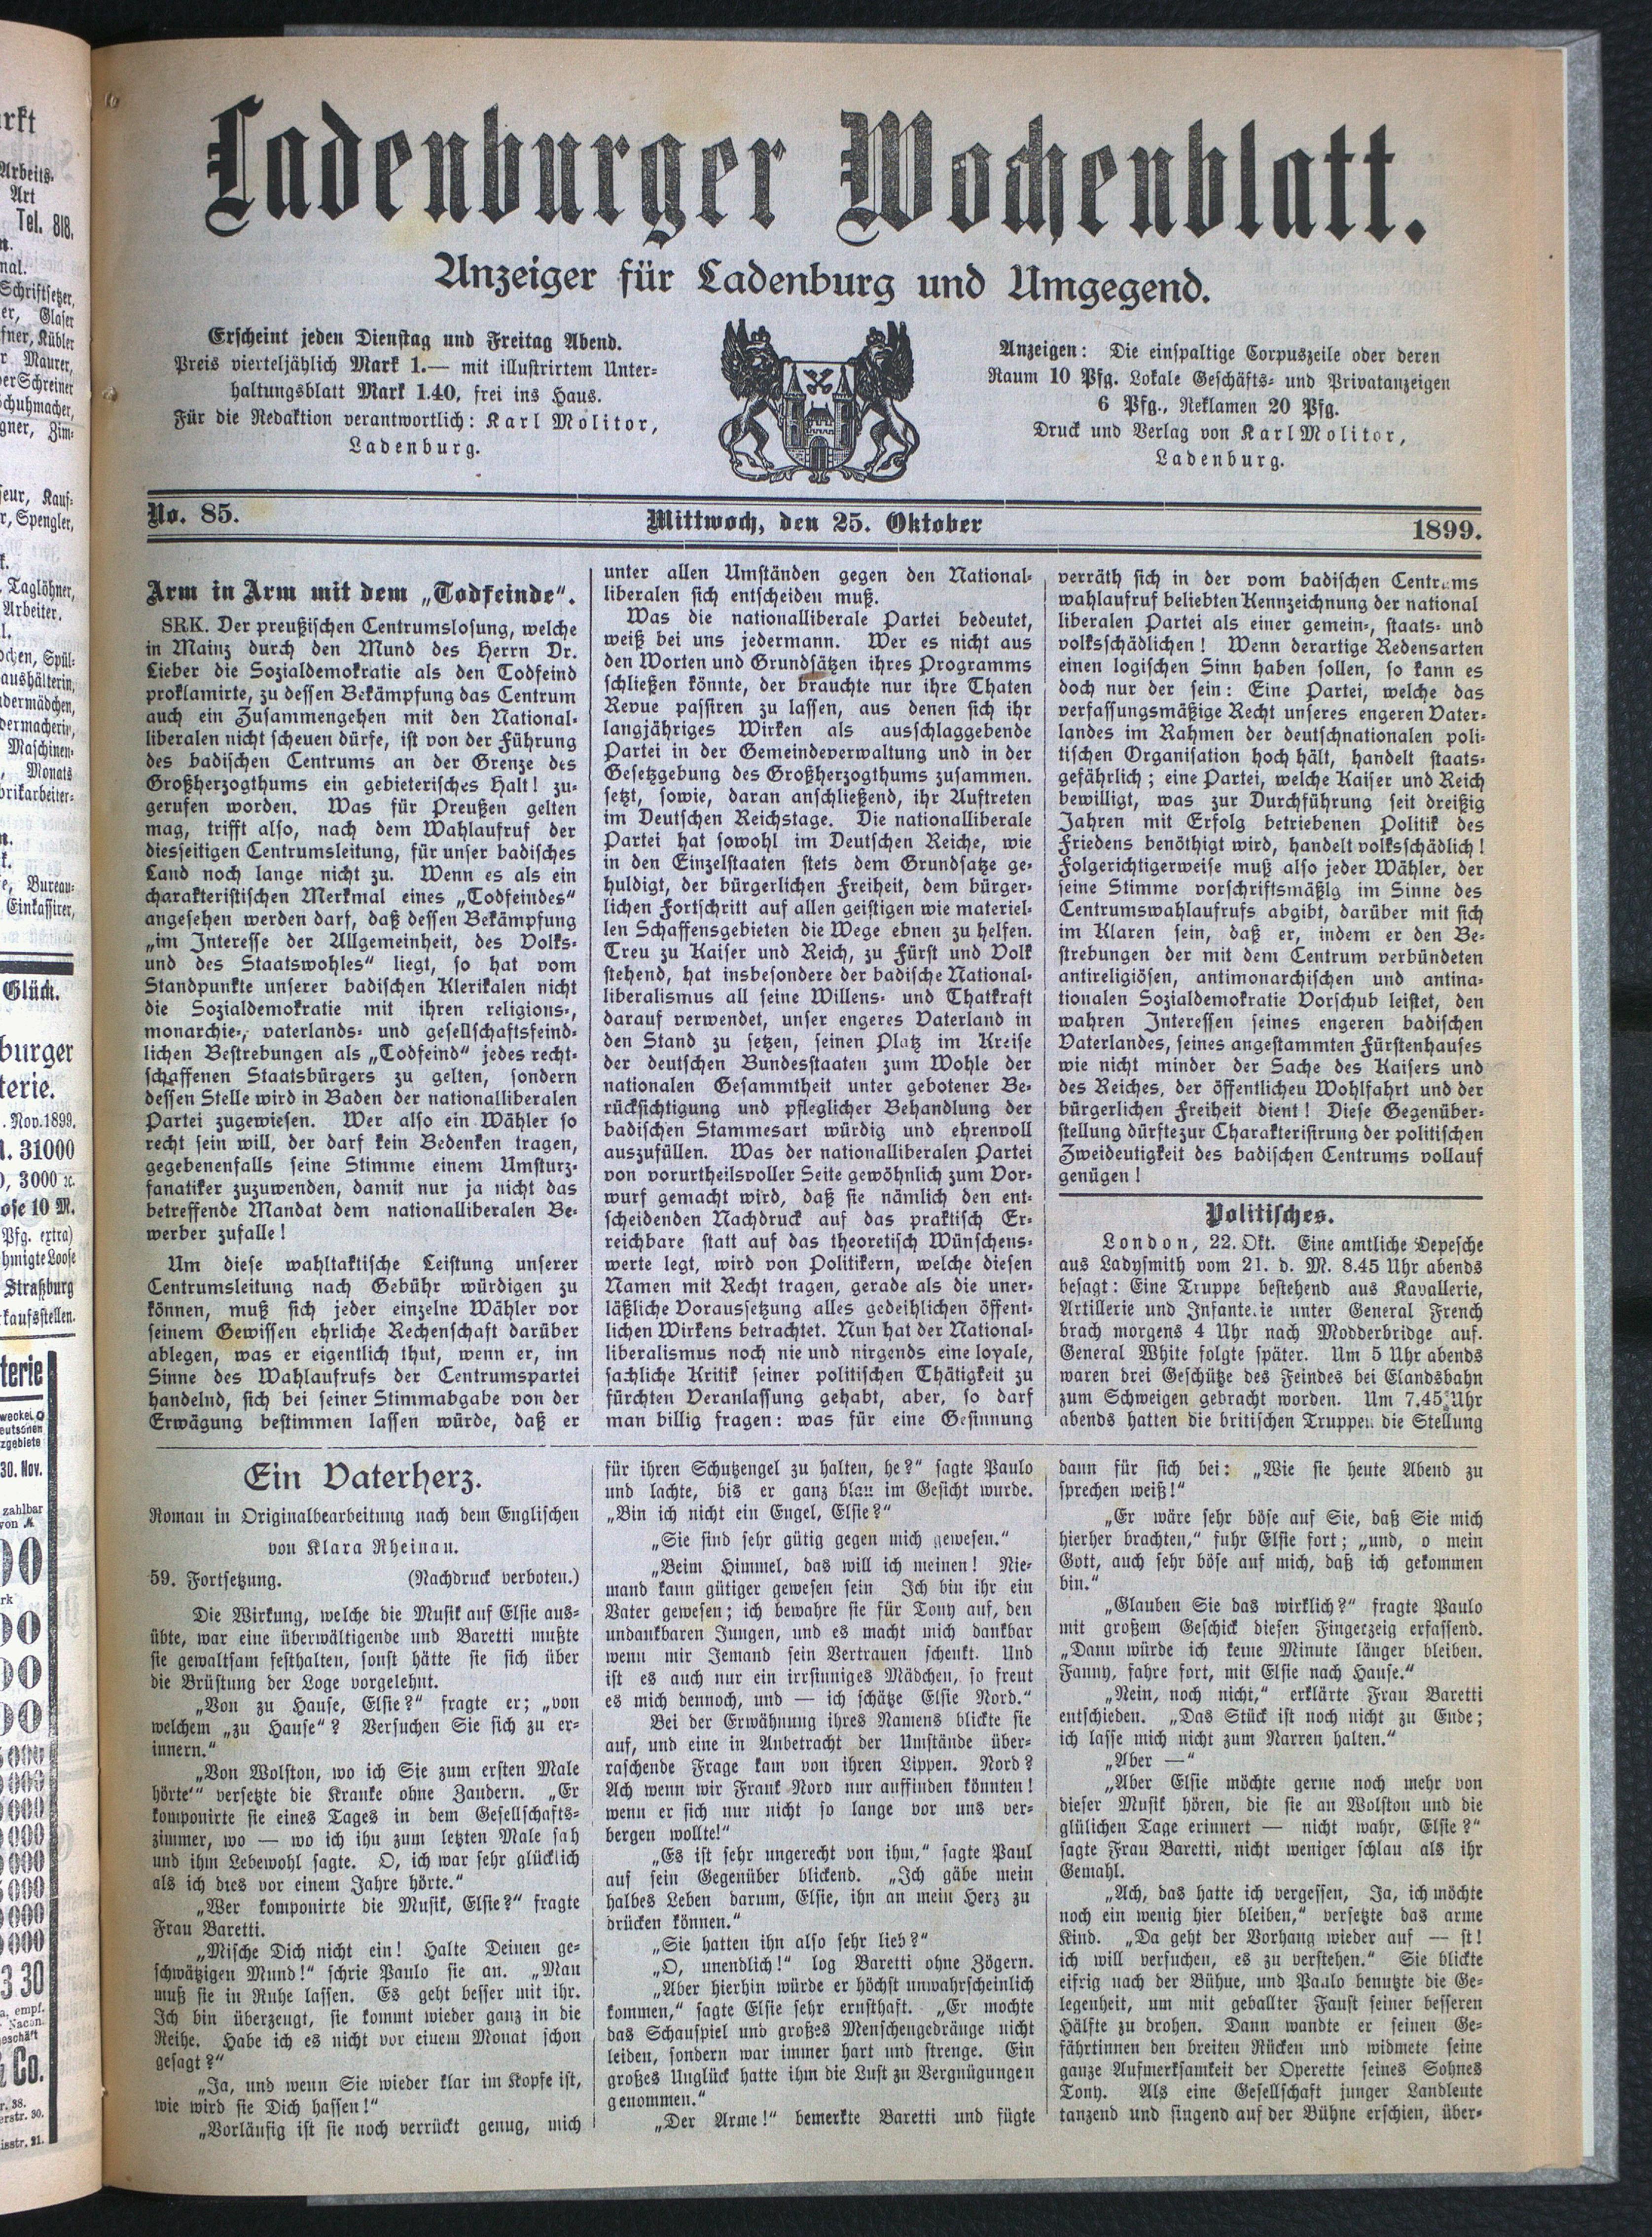 Ladenburger Wochenblatt.
Anzeiger für Ladenburg und Umgegend.
Erscheint jeden Dienstag und Freitag Abend.
Preis vierteljählich Mark 1.— mit illustrirtem Unter-
haltungsblatt Mark 1.40, frei ins Haus.
Für die Redaktion verantwortlich: Karl Molitor,
Ladenburg.
Anzeigen: Die einspaltige Corpuszeile oder deren
Raum 10 Pfg. Lokale Geschäfts- und Privatanzeigen
6 Pfg., Reklamen 20 Pfg.
Druck und Verlag von Karl Molitor,
Ladenburg.
No. 85.
Mittwoch, den 25. Oktober
1899.
Arm in Arm mit dem „Todfeinde“.
SRK. Der preußischen Centrumslosung, welche
in Mainz durch den Mund des Herrn Dr.
Lieber die Sozialdemokratie als den Todfeind
proklamirte, zu dessen Bekämpfung das Centrum
auch ein Zusammengehen mit den National-
liberalen nicht scheuen dürfe, ist von der Führung
des badischen Centrums an der Grenze des
Großherzogthums ein gebieterisches Halt! zu-
gerufen worden. Was für Preußen gelten
mag, trifft also, nach dem Wahlaufruf der
diesseitigen Centrumsleitung, für unser badisches
Land noch lange nicht zu. Wenn es als ein
charakteristischen Merkmal eines „Todfeindes“
angesehen werden darf, daß dessen Bekämpfung
„im Interesse der Allgemeinheit, des Volks-
und des Staatswohles“ liegt, so hat vom
Standpunkte unserer badischen Klerikalen nicht
die Sozialdemokratie mit ihren religions-,
monarchie-, vaterlands- und gesellschaftsfeind-
lichen Bestrebungen als „Todfeind“ jedes recht-
schaffenen Staatsbürgers zu gelten, sondern
dessen Stelle wird in Baden der nationalliberalen
Partei zugewiesen. Wer also ein Wähler so
recht sein will, der darf kein Bedenken tragen,
gegebenenfalls seine Stimme einem Umsturz-
fanatiker zuzuwenden, damit nur ja nicht das
betreffende Mandat dem nationalliberalen Be-
werber zufalle!
Um diese wahltaktische Leistung unserer
Centrumsleitung nach Gebühr würdigen zu
können, muß sich jeder einzelne Wähler vor
seinem Gewissen ehrliche Rechenschaft darüber
ablegen, was er eigentlich thut, wenn er, im
Sinne des Wahlaufrufs der Centrumspartei
handelnd, sich bei seiner Stimmabgabe von der
Erwägung bestimmen lassen würde, daß er
unter allen Umständen gegen den National-
liberalen sich entscheiden muß.
Was die nationalliberale Partei bedeutet,
weiß bei uns jedermann. Wer es nicht aus
den Worten und Grundsätzen ihres Programms
schließen könnte, der brauchte nur ihre Thaten
Revue passiren zu lassen, aus denen sich ihr
langjähriges Wirken als ausschlaggebende
Partei in der Gemeindeverwaltung und in der
Gesetzgebung des Großherzogthums zusammen.
setzt, sowie, daran anschließend, ihr Auftreten
im Deutschen Reichstage. Die nationalliberale
Partei hat sowohl im Deutschen Reiche, wie
in den Einzelstaaten stets dem Grundsatze ge-
huldigt, der bürgerlichen Freiheit, dem bürger-
lichen Fortschritt auf allen geistigen wie materiel-
len Schaffensgebieten die Wege ebnen zu helfen.
Treu zu Kaiser und Reich, zu Fürst und Volk
stehend, hat insbesondere der badische National-
liberalismus all seine Willens- und Thatkraft
darauf verwendet, unser engeres Vaterland in
den Stand zu setzen, seinen Platz im Kreise
der deutschen Bundesstaaten zum Wohle der
nationalen Gesammtheit unter gebotener Be-
rücksichtigung und pfleglicher Behandlung der
badischen Stammesart würdig und ehrenvoll
auszufüllen. Was der nationalliberalen Partei
von vorurtheilsvoller Seite gewöhnlich zum Vor-
wurf gemacht wird, daß sie nämlich den ent-
scheidenden Nachdruck auf das praktisch Er-
reichbare statt auf das theoretisch Wünschens-
werte legt, wird von Politikern, welche diesen
Namen mit Recht tragen, gerade als die uner-
läßliche Voraussetzung alles gedeihlichen öffent-
lichen Wirkens betrachtet. Nun hat der National-
liberalismus noch nie und nirgends eine loyale,
sachliche Kritik seiner politischen Thätigkeit zu
fürchten Veranlassung gehabt, aber, so darf
man billig fragen: was für eine Gesinnung
verräth sich in der vom badischen Centrums
wahlaufruf beliebten Kennzeichnung der national
liberalen Partei als einer gemein-, staats- und
volksschädlichen! Wenn derartige Redensarten
einen logischen Sinn haben sollen, so kann es
doch nur der sein: Eine Partei, welche das
verfassungsmäßige Recht unseres engeren Vater-
landes im Rahmen der deutschnationalen poli-
tischen Organisation hoch hält, handelt staats-
gefährlich; eine Partei, welche Kaiser und Reich
bewilligt, was zur Durchführung seit dreißig
Jahren mit Erfolg betriebenen Politik des
Friedens benöthigt wird, handelt volksschädlich!
Folgerichtigerweise muß also jeder Wähler, der
seine Stimme vorschriftsmäßig im Sinne des
Centrumswahlaufrufs abgibt, darüber mit sich
im Klaren sein, daß er, indem er den Be-
strebungen der mit dem Centrum verbündeten
antireligiösen, antimonarchischen und antina-
tionalen Sozialdemokratie Vorschub leistet, den
wahren Interessen seines engeren badischen
Vaterlandes, seines angestammten Fürstenhauses
wie nicht minder der Sache des Kaisers und
des Reiches, der öffentlicheu Wohlfahrt und der
bürgerlichen Freiheit dient! Diese Gegenüber-
stellung dürfte zur Charakterisirung der politischen
Zweideutigkeit des badischen Centrums vollauf
genügen!
Politisches.
London, 22. Okt. Eine amtliche Depesche
aus Ladysmith vom 21. d. M. 8.45 Uhr abends
besagt: Eine Truppe bestehend aus Kavallerie,
Artillerie und Infante.ie unter General French
brach morgens 4 Uhr nach Modderbridge auf.
General White folgte später. Um 5 Uhr abends
waren drei Geschütze des Feindes bei Elandsbahn
zum Schweigen gebracht worden. Um 7.45 Uhr
abends hatten die britischen Truppen die Stellung
Ein Vaterherz.
Roman in Originalbearbeitung nach dem Englischen
von Klara Rheinau.
59. Fortsetzung. (Nachdruck verboten.)
Die Wirkung, welche die Musik auf Elsie aus-
übte, war eine überwältigende und Baretti mußte
sie gewaltsam festhalten, sonst hätte sie sich über
die Brüstung der Loge vorgelehnt.
„Von zu Hause, Elsie?“ fragte er; „von
welchem „zu Hause“? Versuchen Sie sich zu er-
innern.“
„Von Wolston, wo ich Sie zum ersten Male
hörte“ versetzte die Kranke ohne Zaudern. „Er
komponirte sie eines Tages in dem Gesellschafts-
zimmer, wo — wo ich ihn zum letzten Male sah
und ihm Lebewohl sagte. O, ich war sehr glücklich
als ich dies vor einem Jahre hörte.“
„Wer komponirte die Musik, Elsie?“ fragte
Frau Baretti.
„Mische Dich nicht ein! Halte Deinen ge-
schwätzigen Mund!“ schrie Paulo sie an. „Man
muß sie in Ruhe lassen. Es geht besser mit ihr.
Ich bin überzeugt, sie kommt wieder ganz in die
Reihe. Habe ich es nicht vor einem Monat schon
gesagt?“
„Ja, und wenn Sie wieder klar im Kopfe ist,
wie wird sie Dich hassen!“
„Vorläufig ist sie noch verrückt genug, mich
für ihren Schutzengel zu halten, he?“ sagte Paulo
und lachte, bis er ganz blau im Gesicht wurde.
„Bin ich nicht ein Engel, Elsie?“
„Sie sind sehr gütig gegen mich gewesen.“
„Beim Himmel, das will ich meinen! Nie-
mand kann gütiger gewesen sein Ich bin ihr ein
Vater gewesen; ich bewahre sie für Tony auf, den
undankbaren Jungen, und es macht mich dankbar
wenn mir Jemand sein Vertrauen schenkt. Und
ist es auch nur ein irrsinniges Mädchen, so freut
es mich dennoch, und — ich schätze Elsie Nord.“
Bei der Erwähnung ihres Namens blickte sie
auf, und eine in Anbetracht der Umstände über-
raschende Frage kam von ihren Lippen. Nord?
Ach wenn wir Frank Nord nur auffinden könnten!
wenn er sich nur nicht so lange vor uns ver-
bergen wollte!“
„Es ist sehr ungerecht von ihm,“ sagte Paul
auf sein Gegenüber blickend. „Ich gäbe mein
halbes Leben darum, Elsie, ihn an mein Herz zu
drücken können.“
„Sie hatten ihn also sehr lieb?“
„O, unendlich!“ log Baretti ohne Zögern.
„Aber hierhin würde er höchst unwahrscheinlich
kommen,“ sagte Elsie sehr ernsthaft. „Er mochte
das Schauspiel und großes Menschengedränge nicht
leiden, sondern war immer hart und strenge. Ein
großes Unglück hatte ihm die Lust zu Vergnügungen
genommen.“
„Der Arme!“ bemerkte Baretti und fügte
dann für sich bei: „Wie sie heute Abend zu
sprechen weiß!“
„Er wäre sehr böse auf Sie, daß Sie mich
hierher brachten,“ fuhr Elsie fort; „und, o mein
Gott, auch sehr böse auf mich, daß ich gekommen
bin.“
„Glauben Sie das wirklich?“ fragte Paulo
mit großem Geschick diesen Fingerzeig erfassend.
„Dann würde ich keine Minute länger bleiben.
Fanny, fahre fort, mit Elsie nach Hause.“
„Nein, noch nicht,“ erklärte Frau Baretti
entschieden. „Das Stück ist noch nicht zu Ende;
ich lasse mich nicht zum Narren halten.“
„Aber —“
„Aber Elsie möchte gerne noch mehr von
dieser Musik hören, die sie an Wolston und die
glülichen Tage erinnert — nicht wahr, Elsie?“
sagte Frau Baretti, nicht weniger schlau als ihr
Gemahl.
„Ach, das hatte ich vergessen, Ja, ich möchte
noch ein wenig hier bleiben,“ versetzte das arme
Kind. „Da geht der Vorhang wieder auf — st!
ich will versuchen, es zu verstehen.“ Sie blickte
eifrig nach der Bühne, und Paulo benutzte die Ge-
legenheit, um mit geballter Faust seiner besseren
Hälfte zu drohen. Dann wandte er seinen Ge-
fährtinnen den breiten Rücken und widmete seine
ganze Aufmerksamkeit der Operette seines Sohnes
Tony. Als eine Gesellschaft junger Landleute
tanzend und singend auf der Bühne erschien, über-